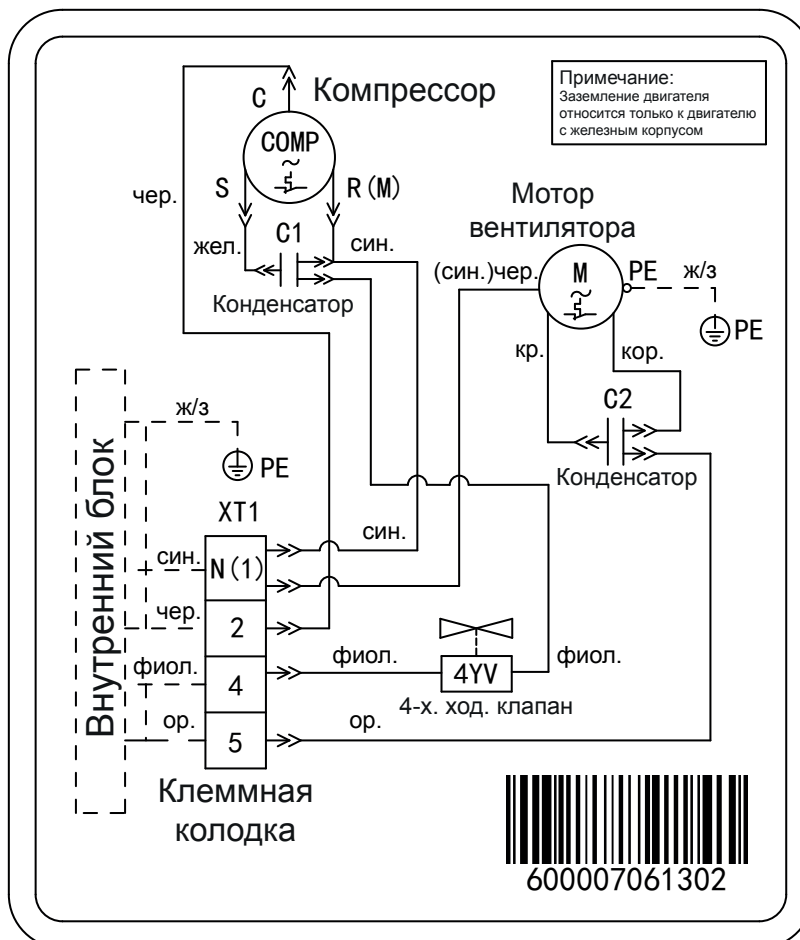 Компрессор
C
COMP
S
R(M)
чер.
жел.
C1
син.
Конденсатор
Примечание:
Заземление двигателя
относится только к двигателю
с железным корпусом
Мотор
вентилятора
(син.)чер.
M
PE
ж/з
PE
кр.
кор.
C2
Конденсатор
ж/з
PE
Внутренний блок
XT1
син.
N(1)
син.
чер.
2
фиол.
4
фиол.
4YV
фиол.
4-х. ход. клапан
ор.
5
ор.
Клеммная
колодка
600007061302